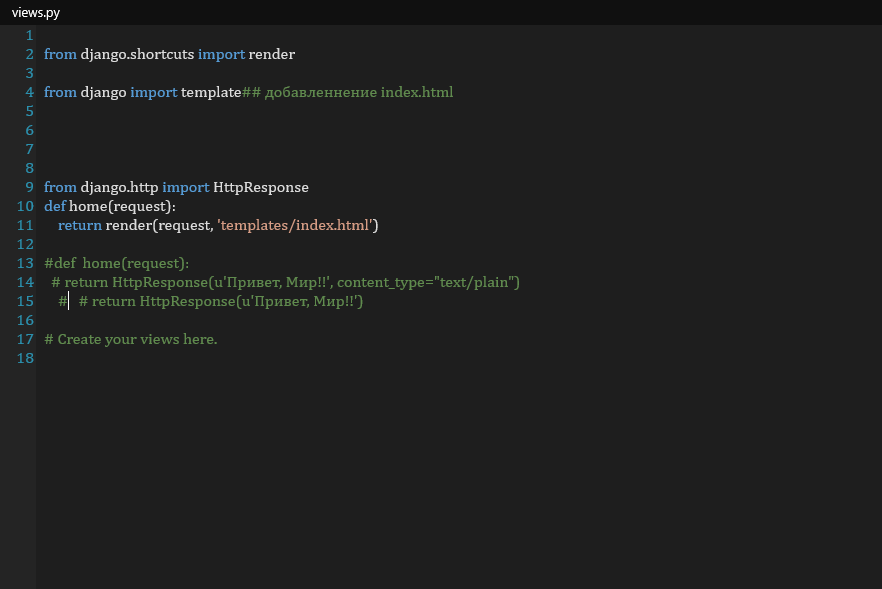 views.py
1
2 from django.shortcuts import render
3
4 from django import template## добавленнение index.html
5
6
7
8
9 from django.http import HttpResponse
10 def home(request):
11 return render(request, 'templates/index.html')
12
13 #def  home(request):
14 # return HttpResponse(u'Привет, Мир!!', content_type="text/plain")
15 #  # return HttpResponse(u'Привет, Мир!!')
16
17 # Create your views here.
18